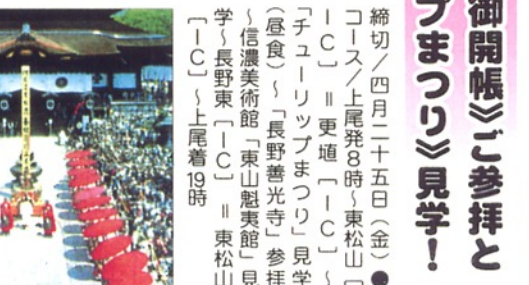 御開帳》ご参拝と
プまつり》見学！
締切／四月二十五日（金）●
コース／上尾発8時～東松山〔
IC〕＝更埴〔IC〕～
「チューリップまつり」見学
（昼食）～「長野善光寺」参拝
～信濃美術館「東山魁夷館」見
学～長野東〔IC〕＝東松山
〔IC〕～上尾着19時